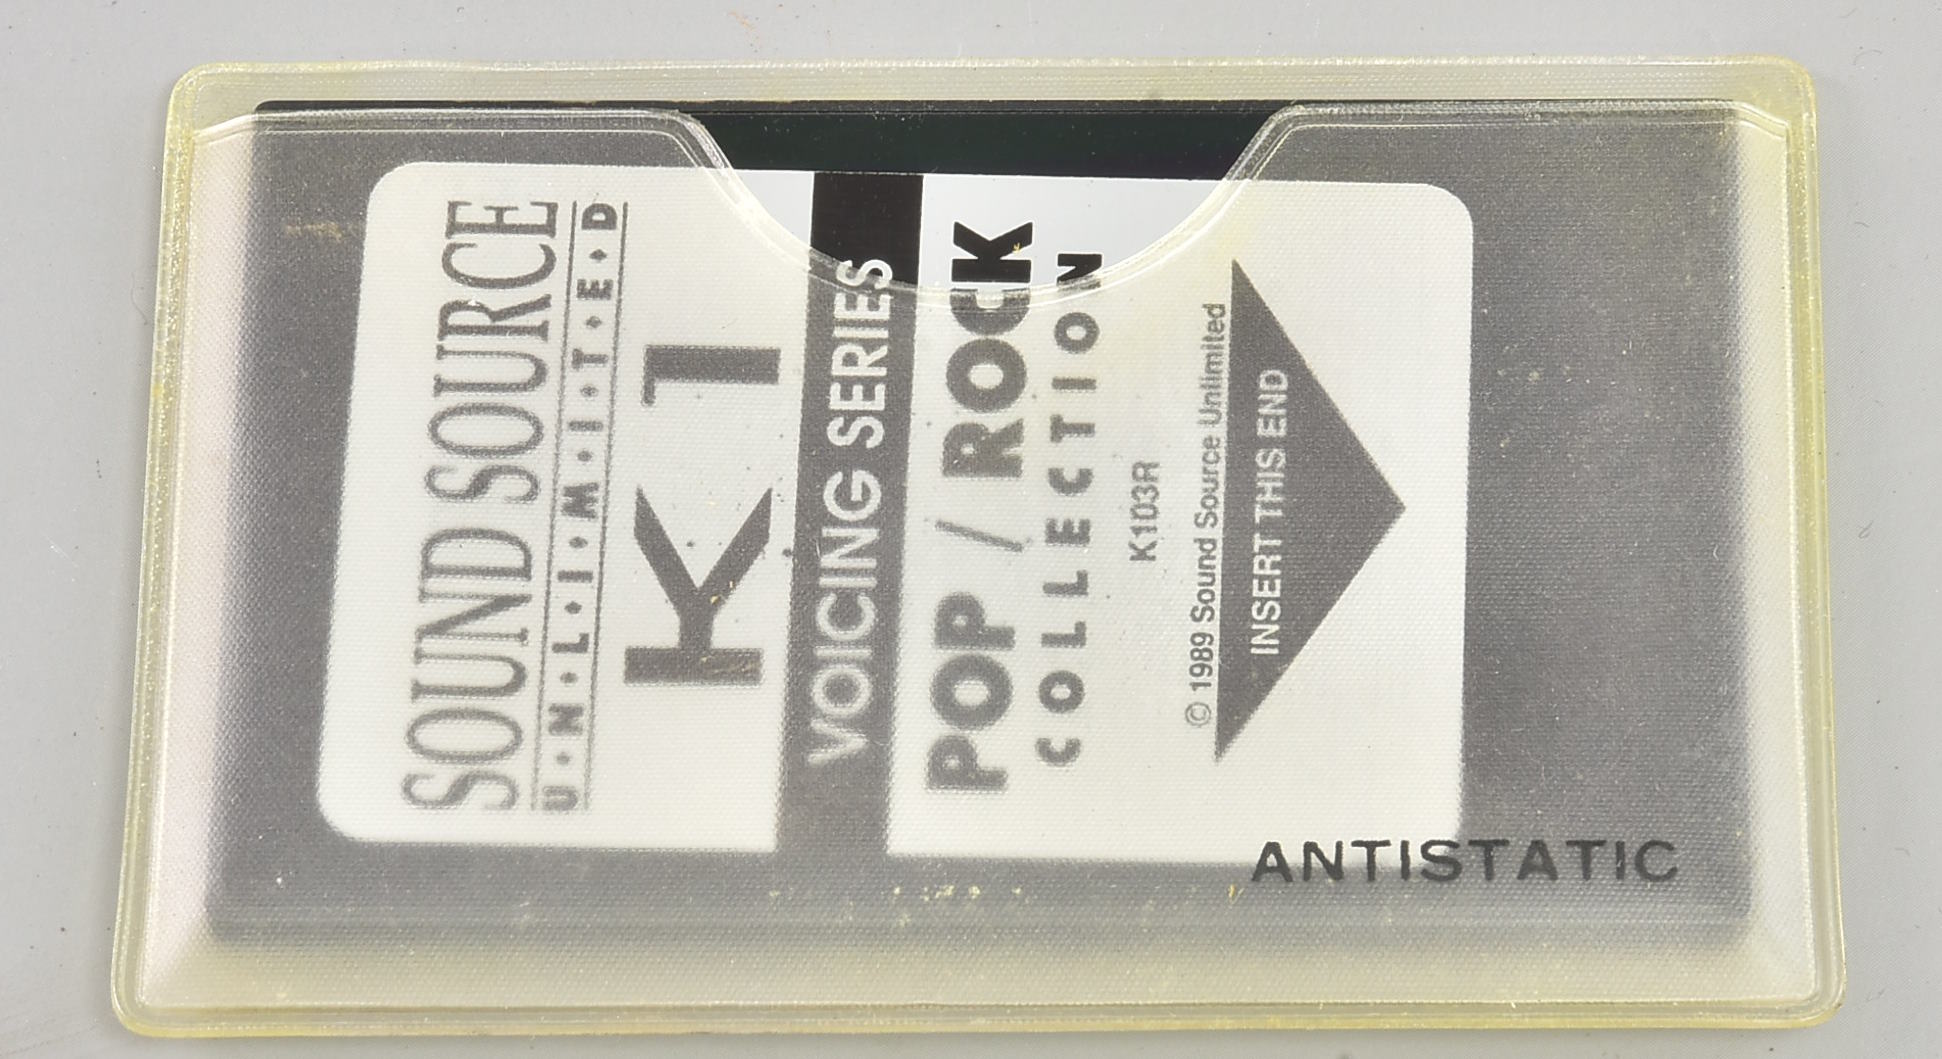 SOUND SOURCE
U•N•L•I•M•I•T•E•D
K1
VOICING SERIES
POP / ROCK
COLLECTION
K103R
© 1989 Sound Source Unlimited
INSERT THIS END
ANTISTATIC